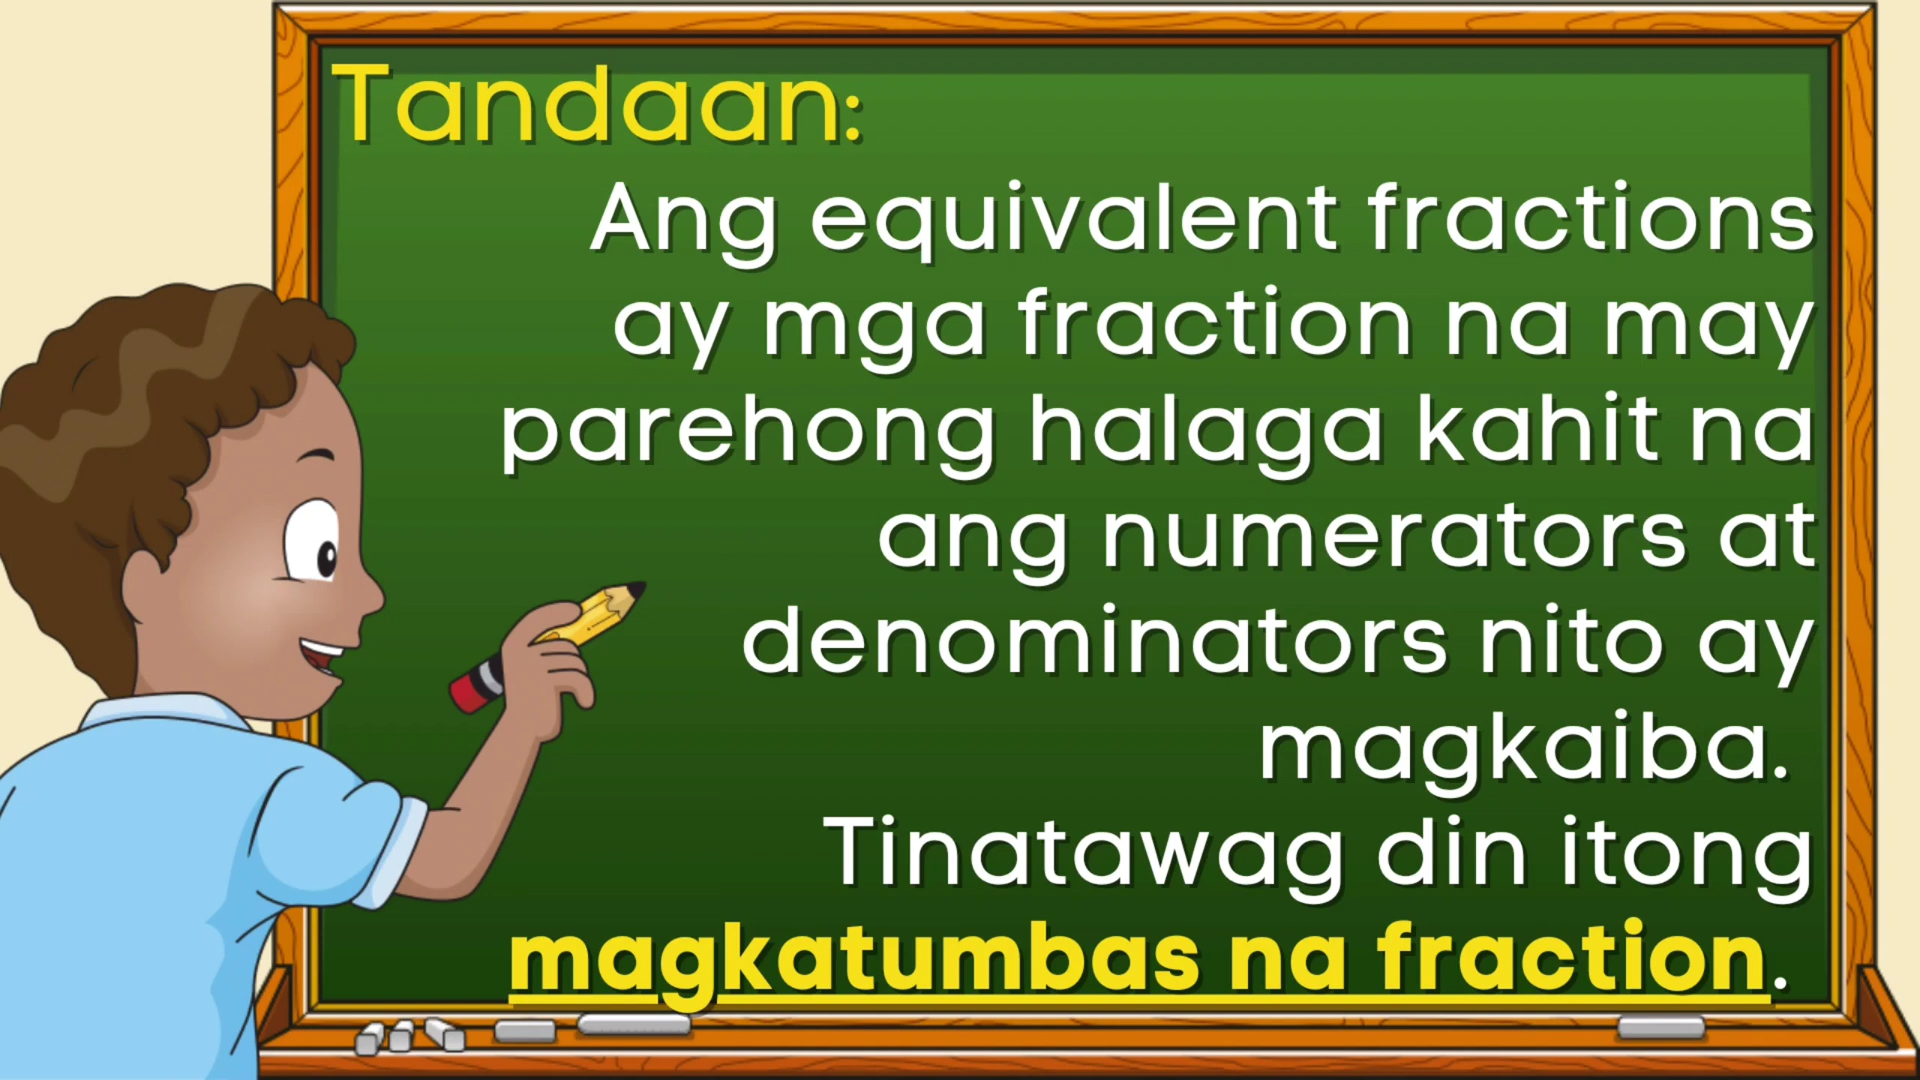 Tandaan:
Ang equivalent fractions
ay mga fraction na may
parehong halaga kahit na
ang numerators at
denominators nito ay
magkaiba.
Tinatawag din itong
magkatumbas na fraction.